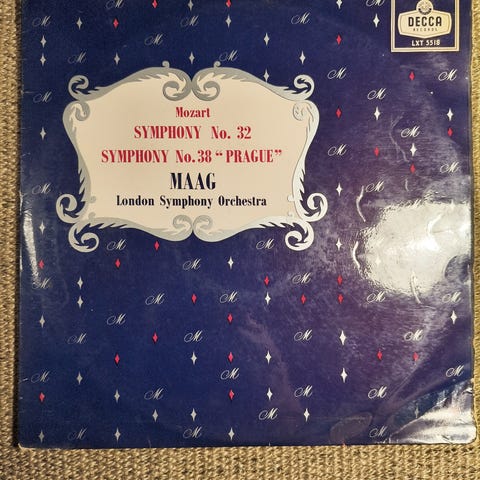 DECCA
RECORDS
LXT 5518
Mozart
SYMPHONY No. 32
SYMPHONY No. 38 "PRAGUE"
MAAG
London Symphony Orchestra